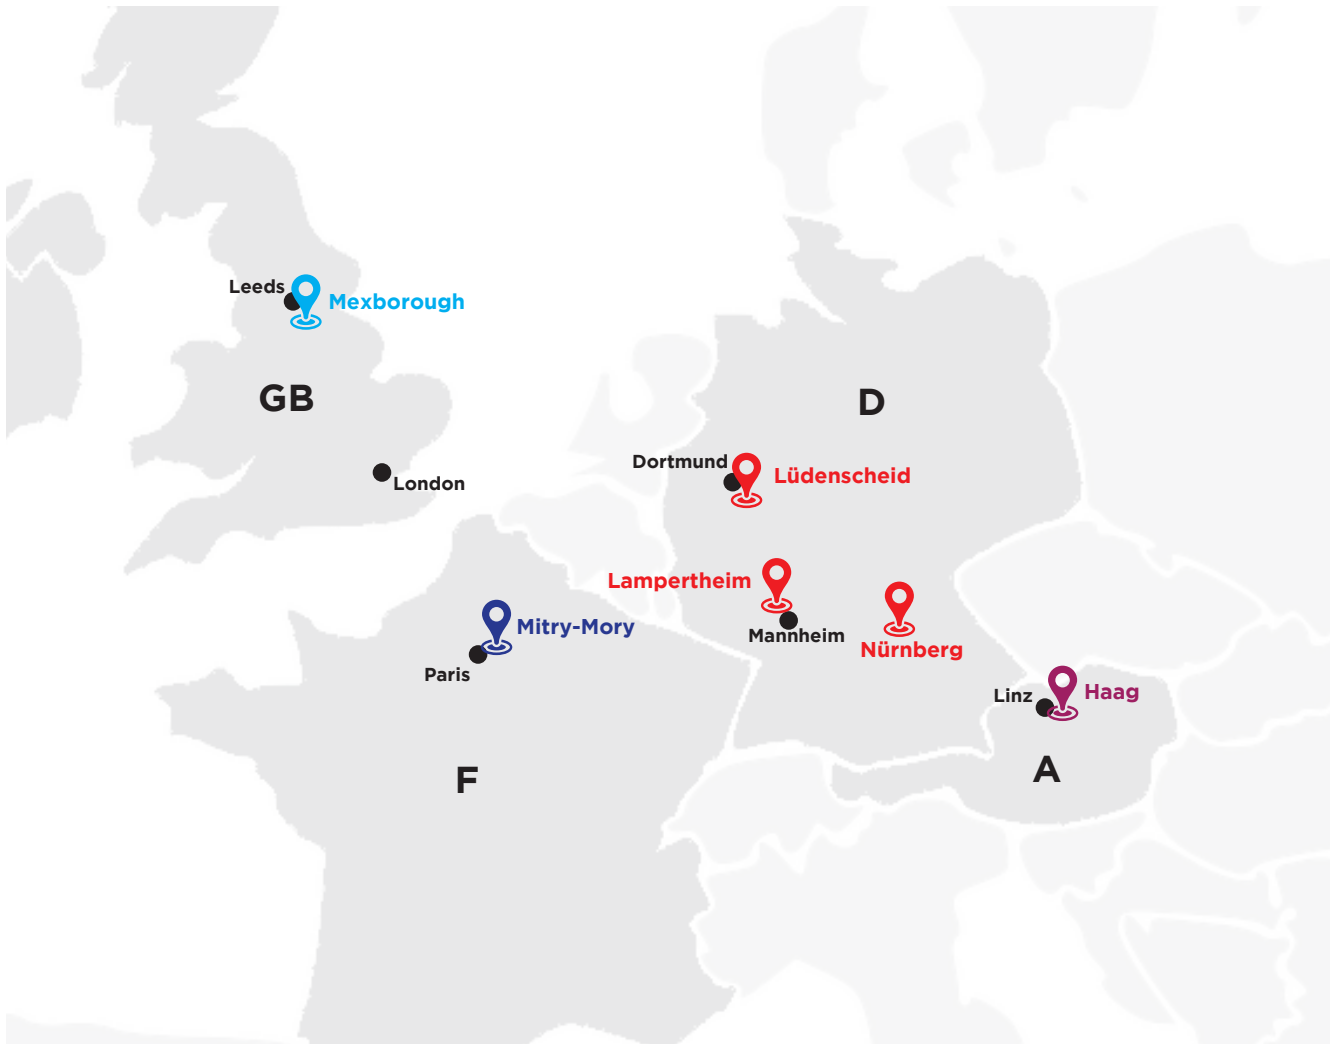 Leeds
Mexborough
GB
D
Dortmund
Lüdenscheid
London
Lampertheim
Mitry-Mory
Mannheim
Nürnberg
Paris
Linz
Haag
F
A